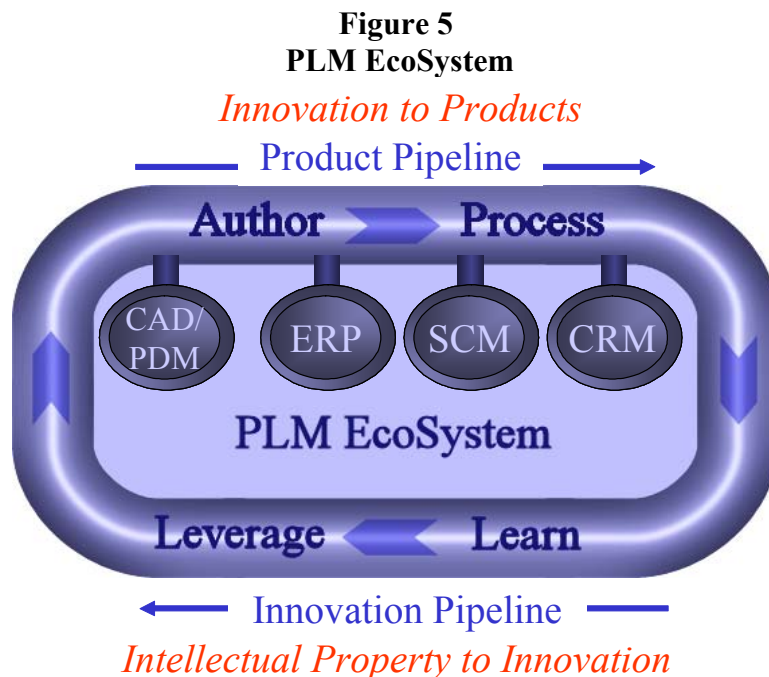 Figure 5
PLM EcoSystem
Innovation to Products
Product Pipeline
Author Process
CAD/
PDM
ERP
SCM
CRM
PLM EcoSystem
Leverage Learn
Innovation Pipeline
Intellectual Property to Innovation